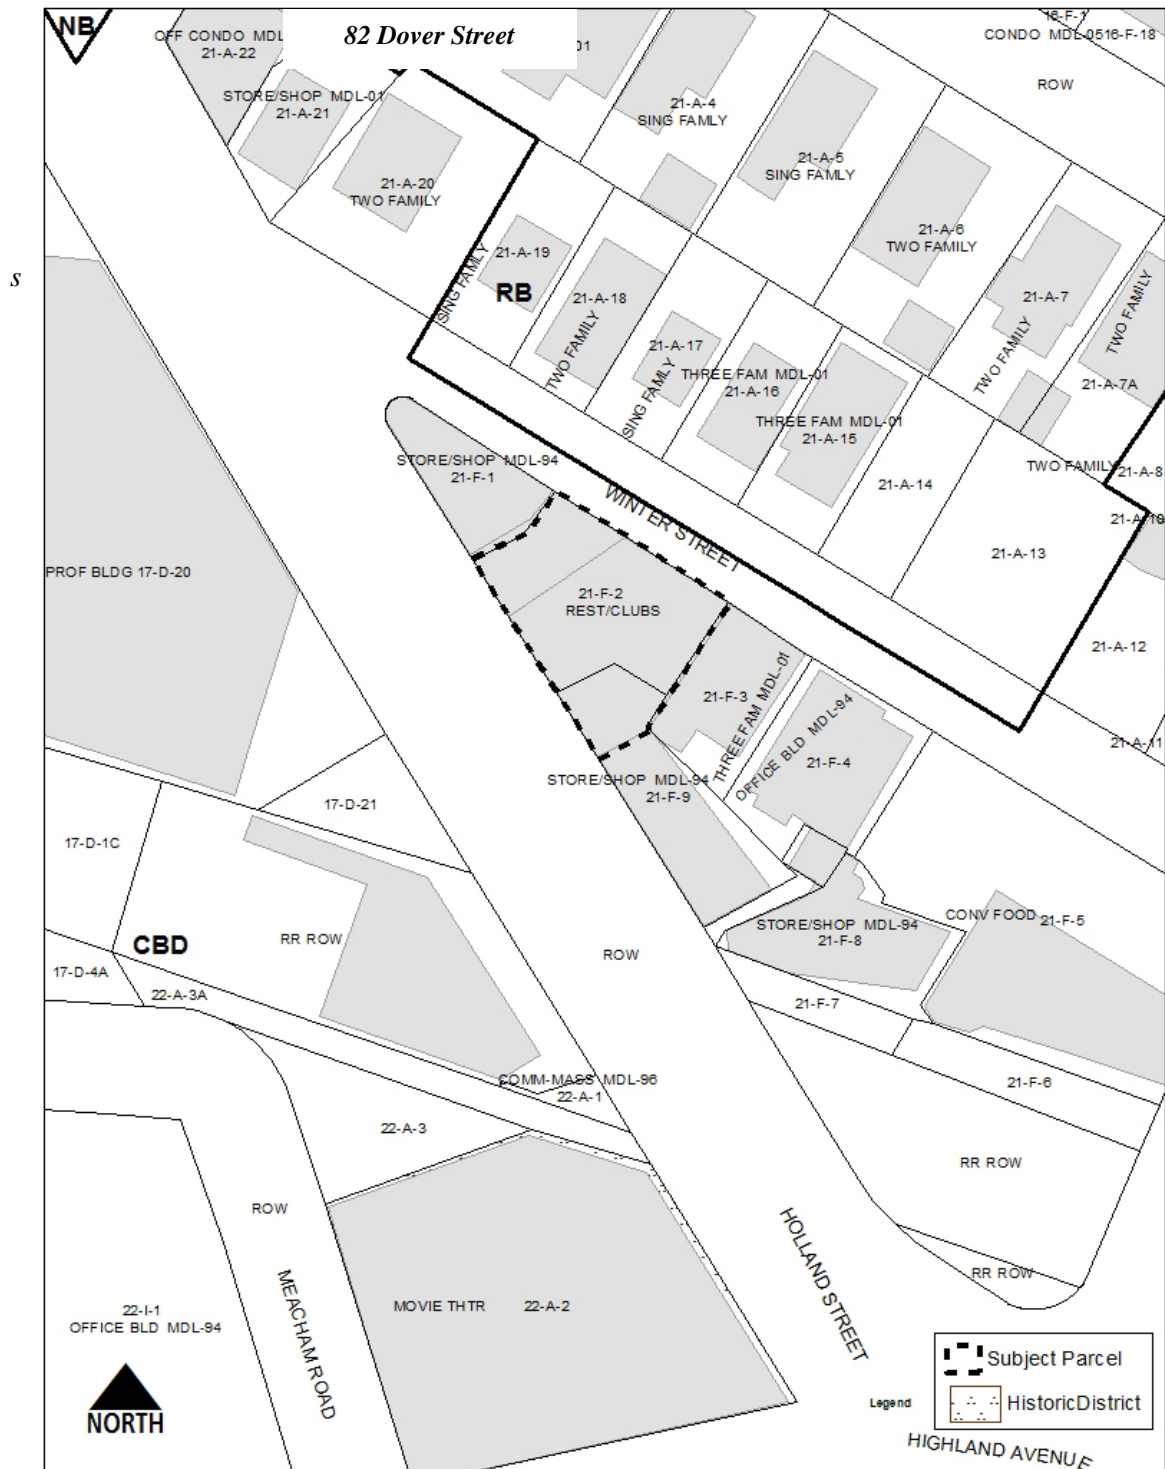 NB
82 Dover Street
OFF CONDO MDL
21-A-22
01
16-F-1
CONDO MDL-0516-F-18
ROW
STORE/SHOP MDL-01
21-A-21
21-A-4
SING FAMLY
21-A-5
SING FAMLY
21-A-20
TWO FAMILY
21-A-6
TWO FAMILY
S
21-A-19
SING FAMLY
RB
21-A-18
TWO FAMILY
21-A-7
TWO FAMILY
TWO FAMILY
21-A-7A
21-A-17
SING FAMLY
THREE FAM MDL-01
21-A-16
THREE FAM MDL-01
21-A-15
STORE/SHOP MDL-94
21-F-1
TWO FAMILY
21-A-8
21-A-14
WINTER STREET
21-A-10
21-A-13
PROF BLDG 17-D-20
21-F-2
REST/CLUBS
21-A-12
21-F-3
THREE FAM MDL-01
OFFICE BLD MDL-94
21-F-4
21-A-11
STORE/SHOP MDL-94
21-F-9
17-D-21
17-D-1C
CONV FOOD 21-F-5
STORE/SHOP MDL-94
21-F-8
CBD
RR ROW
ROW
17-D-4A
22-A-3A
21-F-7
COMM-MASS MDL-96
22-A-1
21-F-6
22-A-3
RR ROW
ROW
HOLLAND STREET
RR ROW
MEACHAM ROAD
MOVIE THTR 22-A-2
22-I-1
OFFICE BLD MDL-94
NORTH
Legend
Subject Parcel
HistoricDistrict
HIGHLAND AVENUE